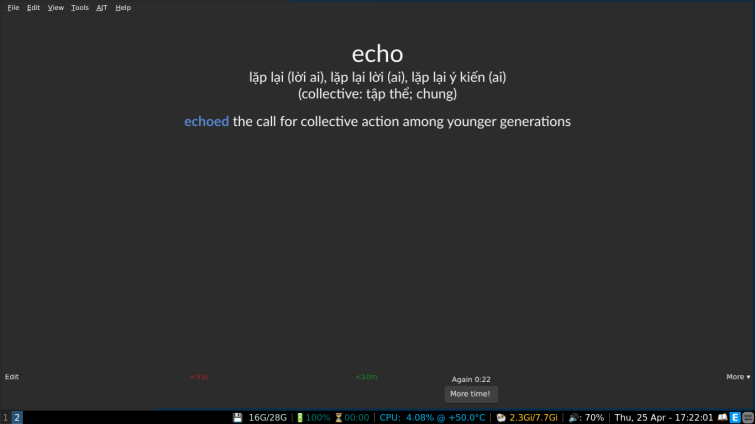 File Edit View Tools AIT Help
echo
lặp lại (lời ai), lặp lại lời (ai), lặp lại ý kiến (ai)
(collective: tập thể; chung)
echoed the call for collective action among younger generations
Edit <10m Again 0:22 More ▾
More time!
1 2 16G/28G | 100% 00:00 | CPU: 4.08% @ +50.0°C | 2.3Gi/7.7Gi | : 70% | Thu, 25 Apr - 17:22:01 E